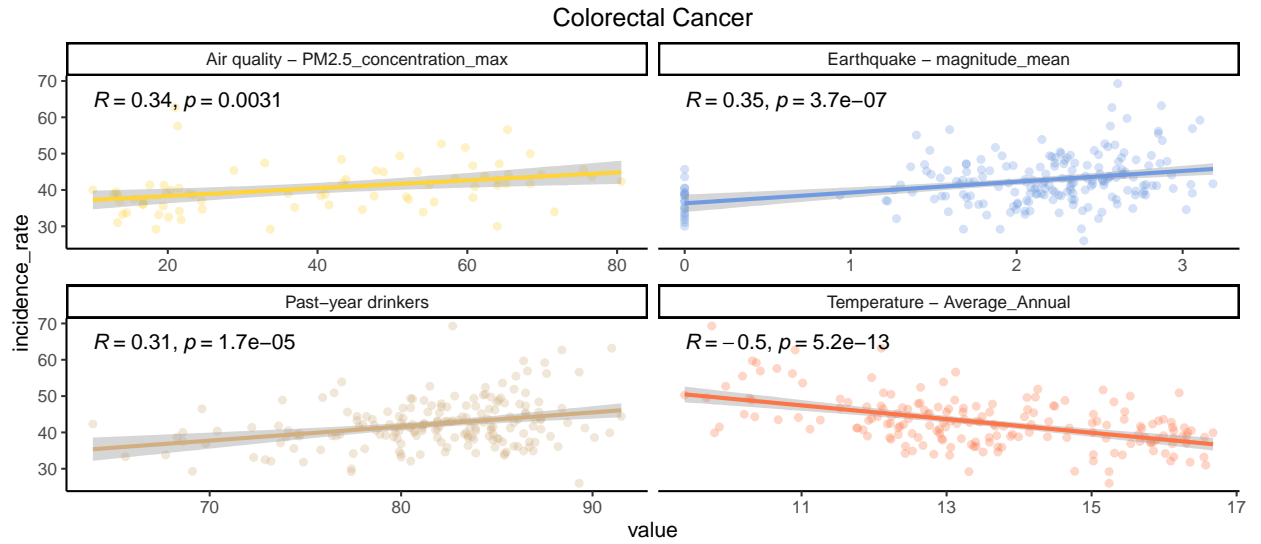 Colorectal Cancer
Air quality − PM2.5_concentration_max
Earthquake − magnitude_mean
R = 0.34, p = 0.0031
R = 0.35, p = 3.7e−07
70
60
50
40
30
20
40
60
80
0
1
2
3
Past−year drinkers
Temperature − Average_Annual
R = 0.31, p = 1.7e−05
R = −0.5, p = 5.2e−13
70
60
50
40
30
70
80
90
11
13
15
17
incidence_rate
value